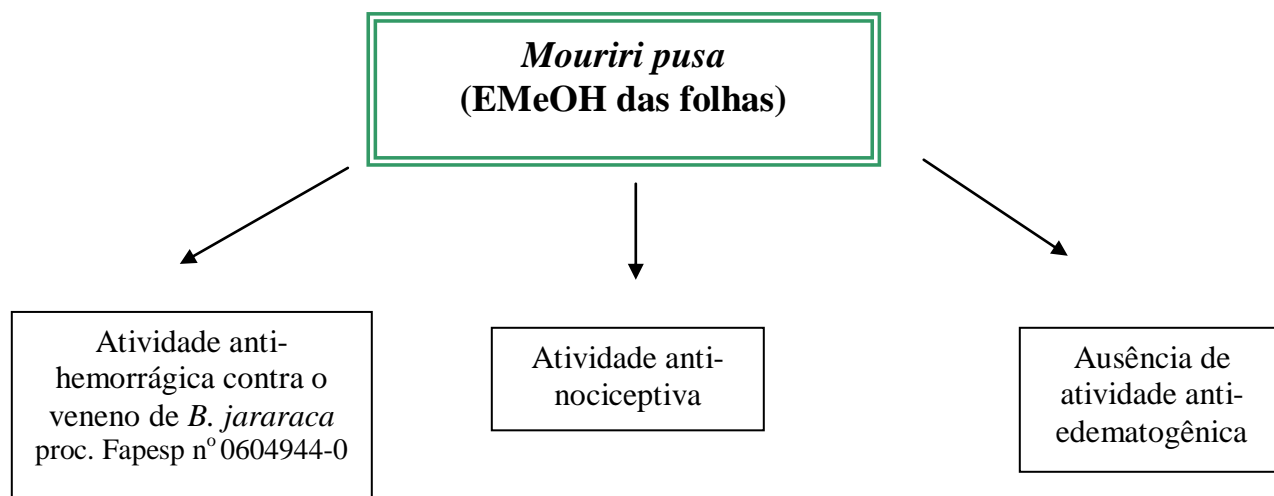 Mouriri pusa
(EMeOH das folhas)
Atividade anti-
hemorrágica contra o
veneno de B. jararaca
proc. Fapesp nº 0604944-0
Atividade anti-
nociceptiva
Ausência de
atividade anti-
edematogênica